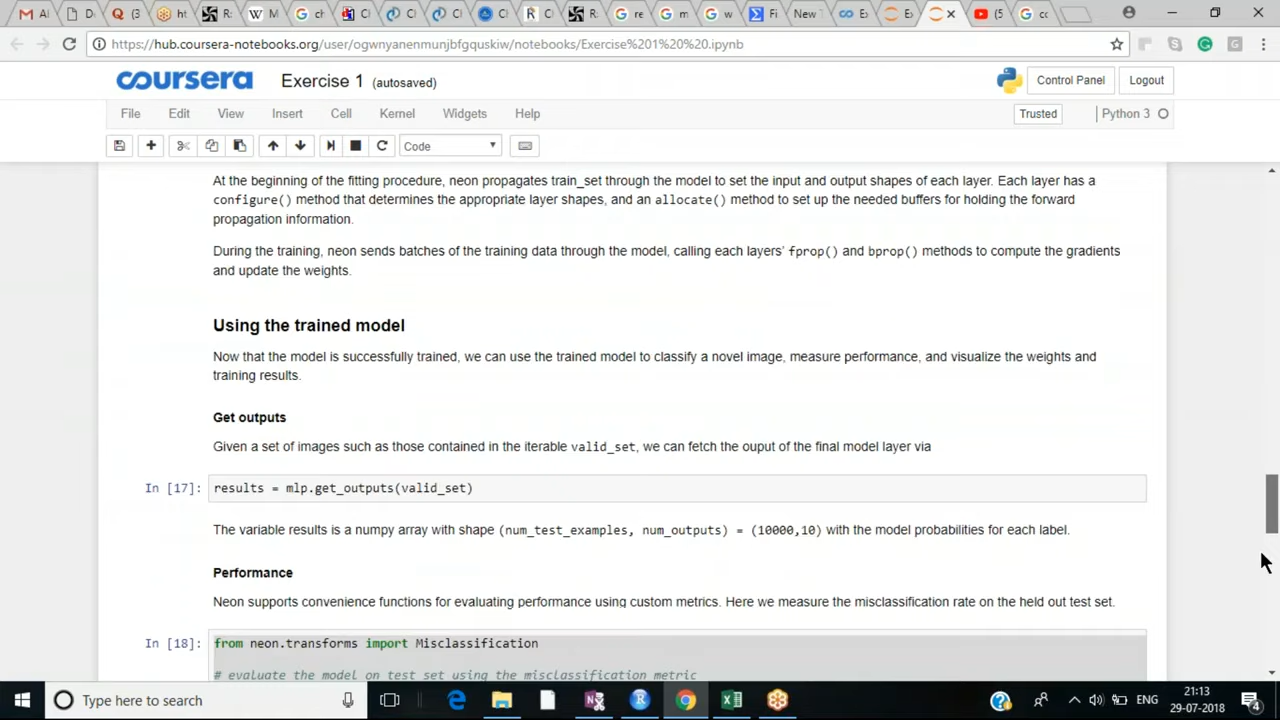 https://hub.coursera-notebooks.org/user/ogwnyanenmunjbfgquskiw/notebooks/Exercise%201%20%20.ipynb
coursera Exercise 1 (autosaved) Control Panel Logout
File Edit View Insert Cell Kernel Widgets Help Trusted Python 3
Code
At the beginning of the fitting procedure, neon propagates train_set through the model to set the input and output shapes of each layer. Each layer has a
configure() method that determines the appropriate layer shapes, and an allocate() method to set up the needed buffers for holding the forward
propagation information.
During the training, neon sends batches of the training data through the model, calling each layers' fprop() and bprop() methods to compute the gradients
and update the weights.
Using the trained model
Now that the model is successfully trained, we can use the trained model to classify a novel image, measure performance, and visualize the weights and
training results.
Get outputs
Given a set of images such as those contained in the iterable valid_set, we can fetch the ouput of the final model layer via
In [17]: results = mlp.get_outputs(valid_set)
The variable results is a numpy array with shape (num_test_examples, num_outputs) = (10000,10) with the model probabilities for each label.
Performance
Neon supports convenience functions for evaluating performance using custom metrics. Here we measure the misclassification rate on the held out test set.
In [18]: from neon.transforms import Misclassification
# evaluate the model on test set using the misclassification metric
Type here to search ENG 21:13
29-07-2018 4